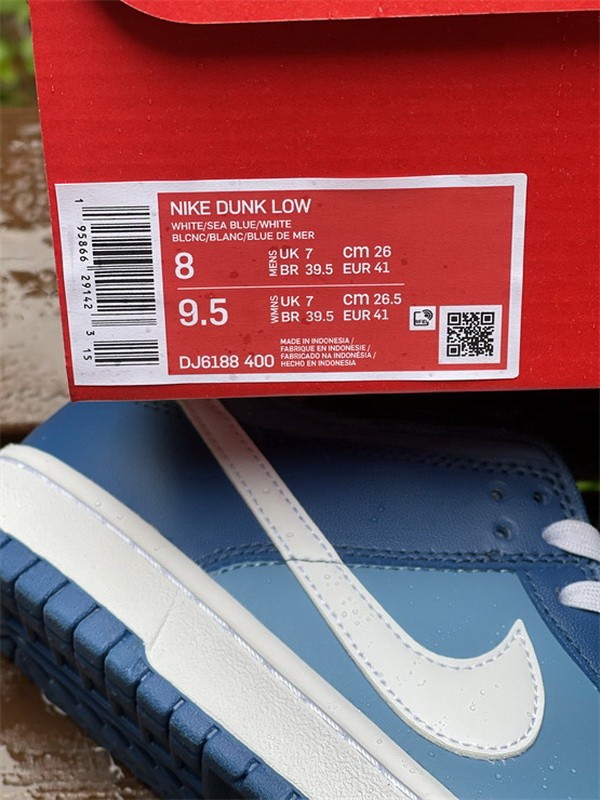 1 95866 29142 3 15
NIKE DUNK LOW
WHITE/SEA BLUE/WHITE
BLCNC/BLANC/BLUE DE MER
8
MENS
UK 7 cm 26
BR 39.5 EUR 41
9.5
WMNS
UK 7 cm 26.5
BR 39.5 EUR 41
DJ6188 400
MADE IN INDONESIA /
FABRIQUE EN INDONESIE /
FABRICADO NA INDONÉSIA /
HECHO EN INDONESIA